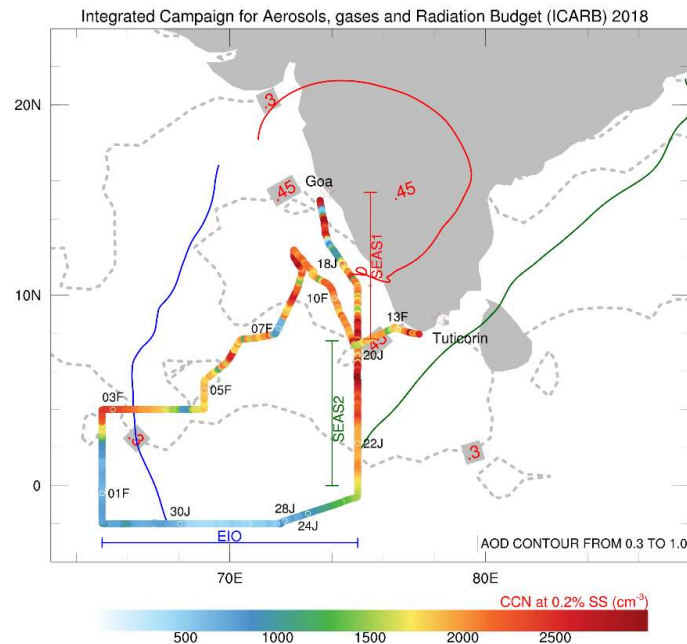 Integrated Campaign for Aerosols, gases and Radiation Budget (ICARB) 2018
20N
.3
.45
Goa
.45
SEAS1
18J
10N
10F
13F
07F
.45
Tuticorin
20J
05F
03F
SEAS2
.3
22J
.3
0
01F
30J
28J
24J
EIO
AOD CONTOUR FROM 0.3 TO 1.0
70E
80E
CCN at 0.2% SS (cm-3)
500
1000
1500
2000
2500